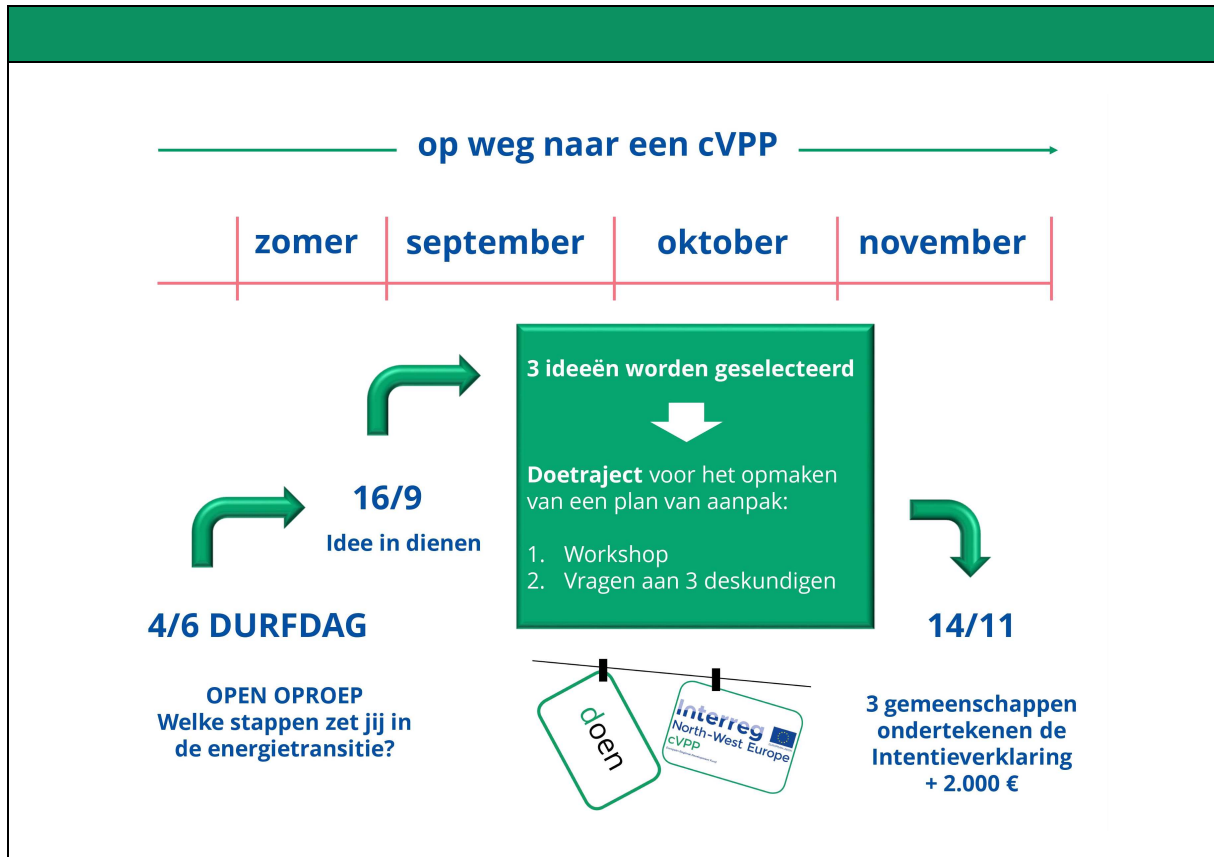 op weg naar een cVPP
zomer
september
oktober
november
3 ideeën worden geselecteerd
Doetraject voor het opmaken
van een plan van aanpak:
1. Workshop
2. Vragen aan 3 deskundigen
16/9
Idee in dienen
4/6 DURFDAG
OPEN OPROEP
Welke stappen zet jij in
de energietransitie?
14/11
3 gemeenschappen
ondertekenen de
Intentieverklaring
+ 2.000 €
doen
Interreg
North-West Europe
cVPP